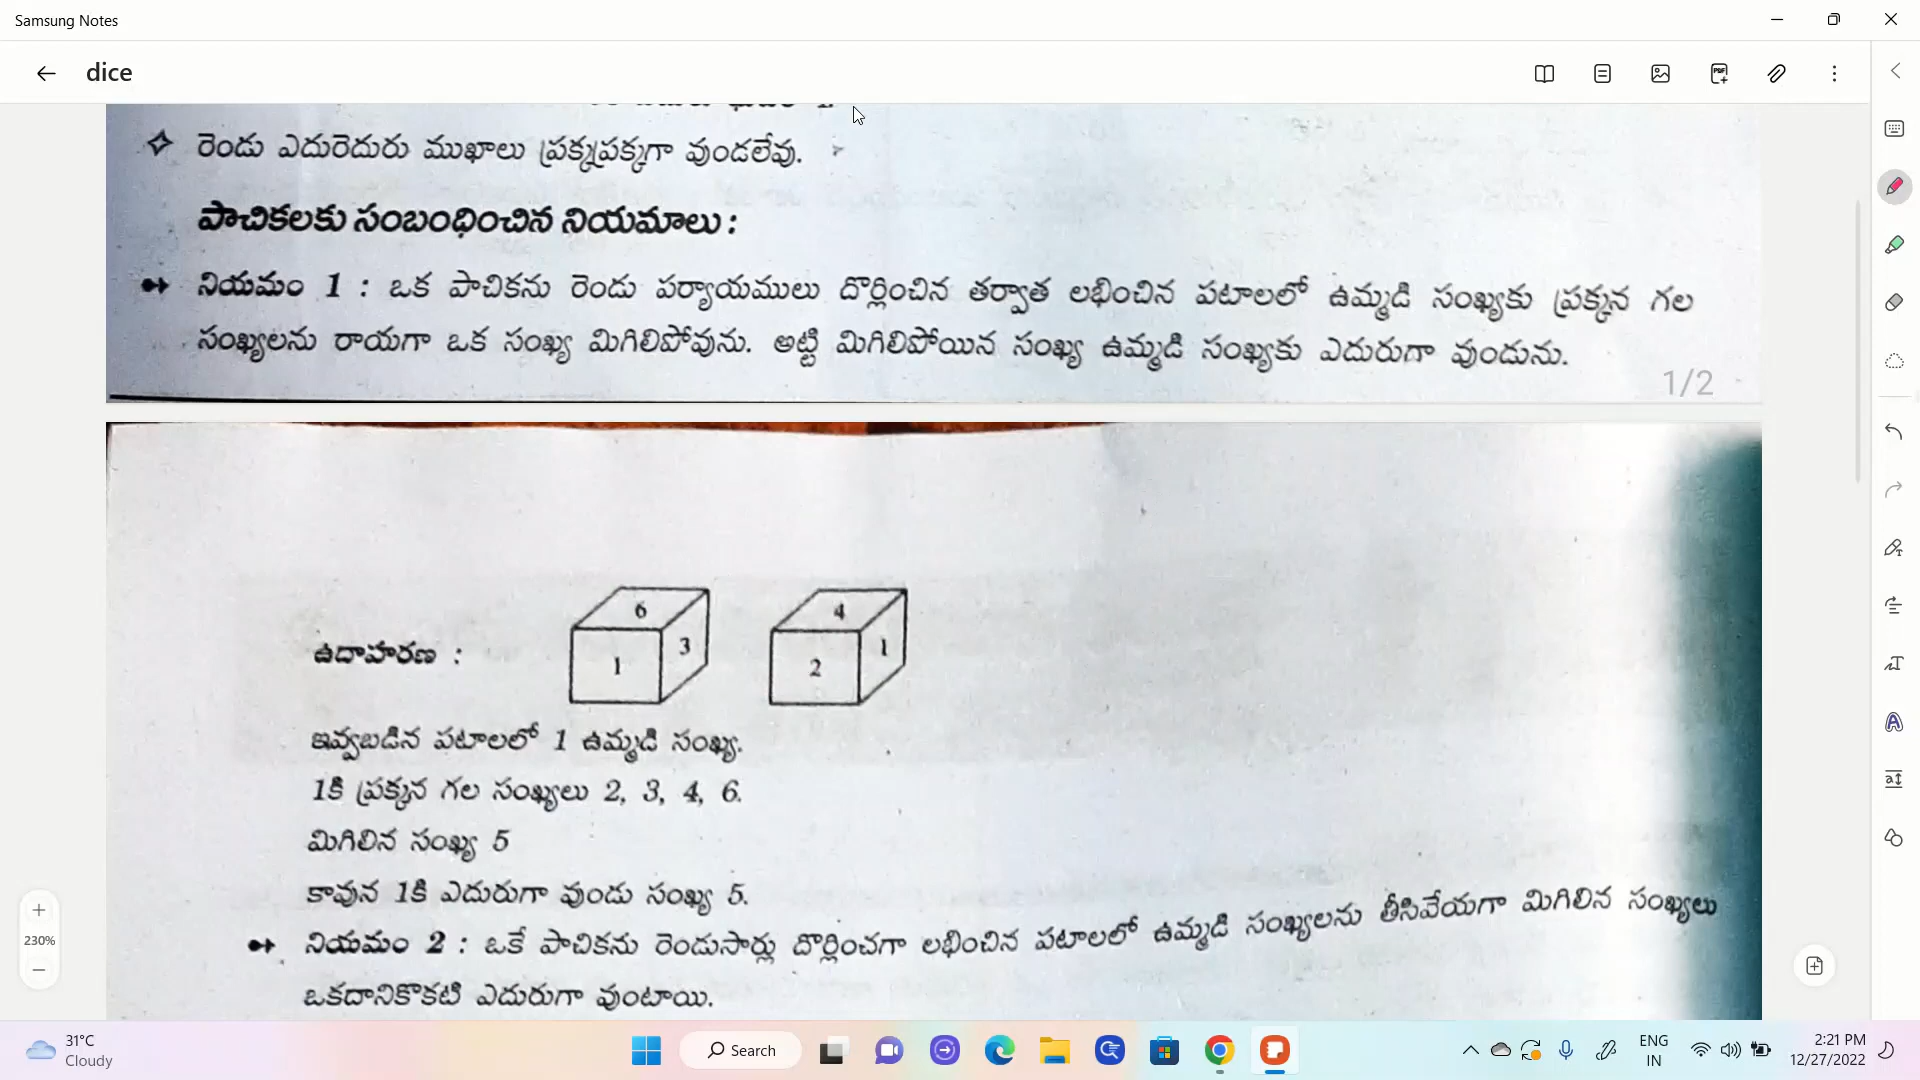 Samsung Notes
dice
రెండు ఎదురెదురు ముఖాలు ప్రక్కప్రక్కగా వుండలేవు.
పాచికలకు సంబంధించిన నియమాలు :
నియమం 1 : ఒక పాచికను రెండు పర్యాయములు దొర్లించిన తర్వాత లభించిన పటాలలో ఉమ్మడి సంఖ్యకు ప్రక్కన గల
సంఖ్యలను రాయగా ఒక సంఖ్య మిగిలిపోవును. అట్టి మిగిలిపోయిన సంఖ్య ఉమ్మడి సంఖ్యకు ఎదురుగా వుండును.
1/2
6
4
ఉదాహరణ :
1
3
2
1
ఇవ్వబడిన పటాలలో 1 ఉమ్మడి సంఖ్య.
1కి ప్రక్కన గల సంఖ్యలు 2, 3, 4, 6.
మిగిలిన సంఖ్య 5
కావున 1కి ఎదురుగా వుండు సంఖ్య 5.
నియమం 2 : ఒకే పాచికను రెండుసార్లు దొర్లించగా లభించిన పటాలలో ఉమ్మడి సంఖ్యలను తీసివేయగా మిగిలిన సంఖ్యలు
ఒకదానికొకటి ఎదురుగా వుంటాయి.
230%
31°C
Cloudy
Search
ENG
IN
2:21 PM
12/27/2022